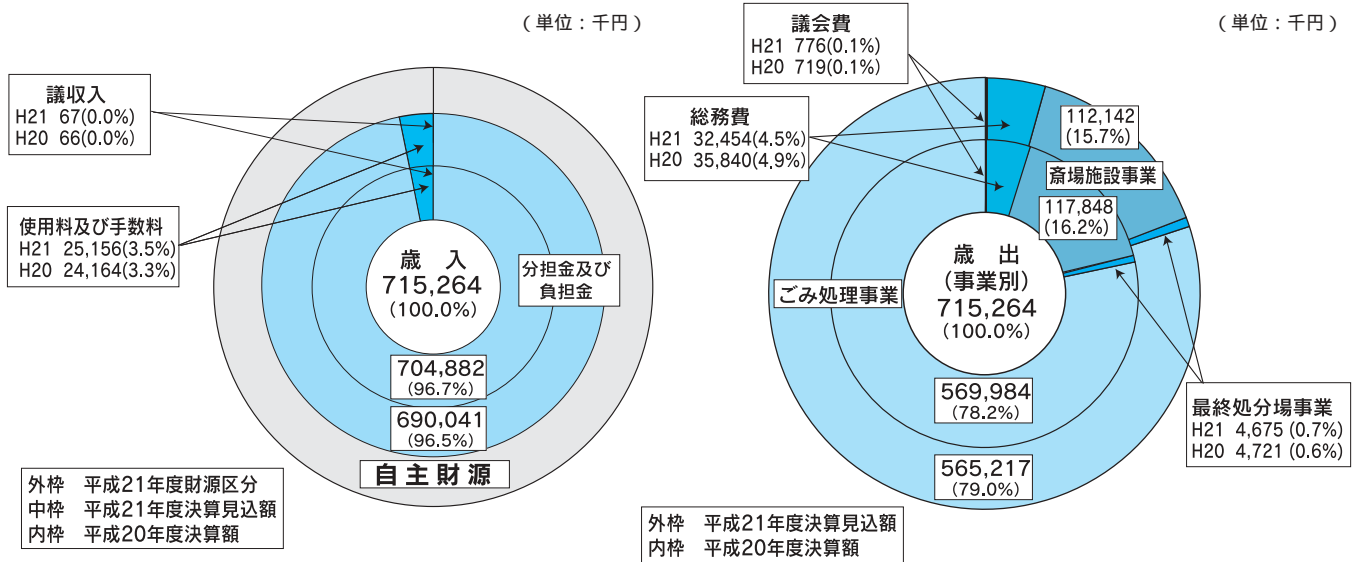 (単位：千円)
議収入
H21 67(0.0%)
H20 66(0.0%)
使用料及び手数料
H21 25,156(3.5%)
H20 24,164(3.3%)
歳 入
715,264
(100.0%)
分担金及び
負担金
704,882
(96.7%)
690,041
(96.5%)
自主財源
外枠 平成21年度財源区分
中枠 平成21年度決算見込額
内枠 平成20年度決算額
(単位：千円)
議会費
H21 776(0.1%)
H20 719(0.1%)
総務費
H21 32,454(4.5%)
H20 35,840(4.9%)
112,142
(15.7%)
斎場施設事業
117,848
(16.2%)
歳 出
(事業別)
715,264
(100.0%)
ごみ処理事業
569,984
(78.2%)
565,217
(79.0%)
最終処分場事業
H21 4,675 (0.7%)
H20 4,721 (0.6%)
外枠 平成21年度決算見込額
内枠 平成20年度決算額